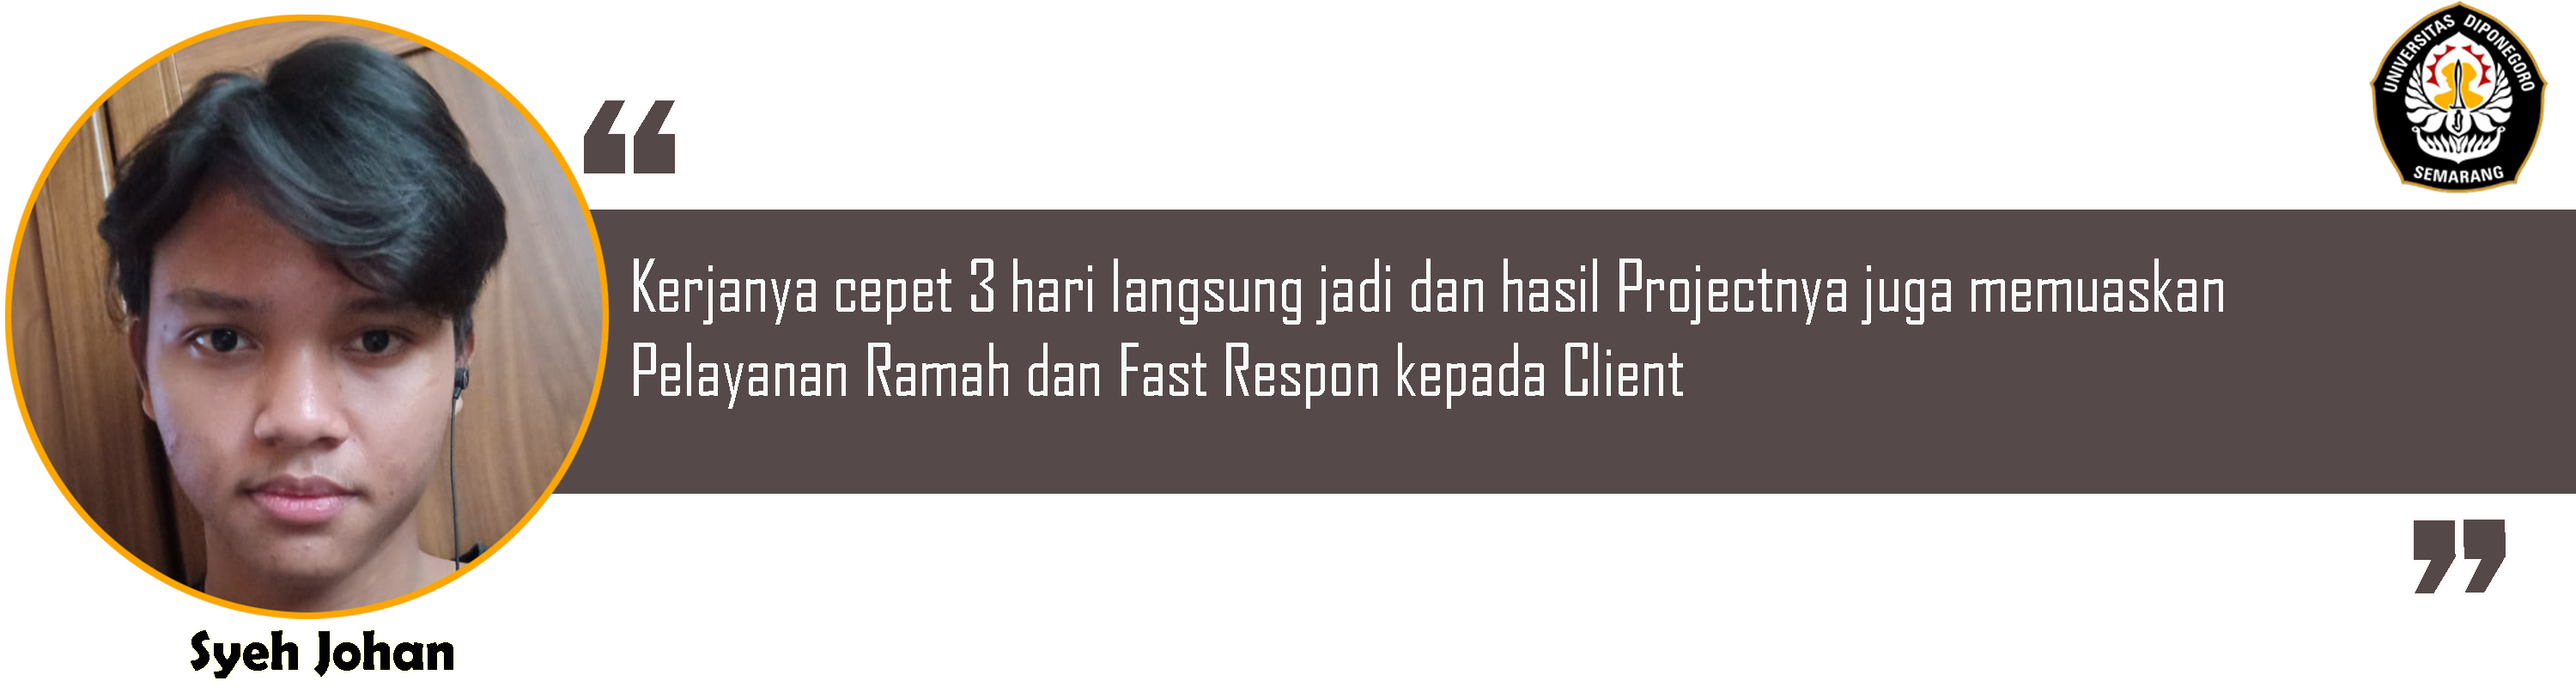 UNIVERSITAS DIPONEGORO
SEMARANG
Kerjanya cepet 3 hari langsung jadi dan hasil Projectnya juga memuaskan
Pelayanan Ramah dan Fast Respon kepada Client
Syeh Johan